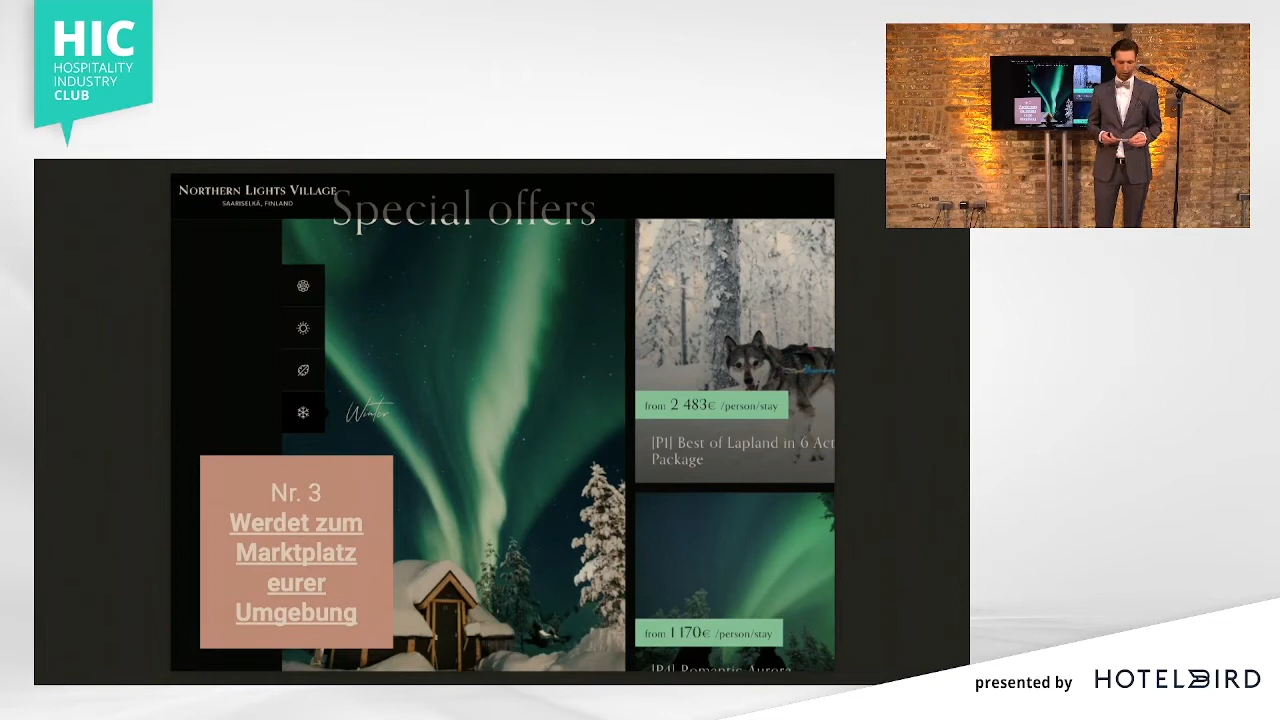 HIC
HOSPITALITY
INDUSTRY
CLUB
NORTHERN LIGHTS VILLAGE
SAARISELKÄ, FINLAND
Special offers
Winter
from 2 483€ /person/stay
[P1] Best of Lapland in 6 Act
Package
Nr. 3
Werdet zum
Marktplatz
eurer
Umgebung
from 1 170€ /person/stay
[P4] Romantic Aurora
presented by HOTELBIRD